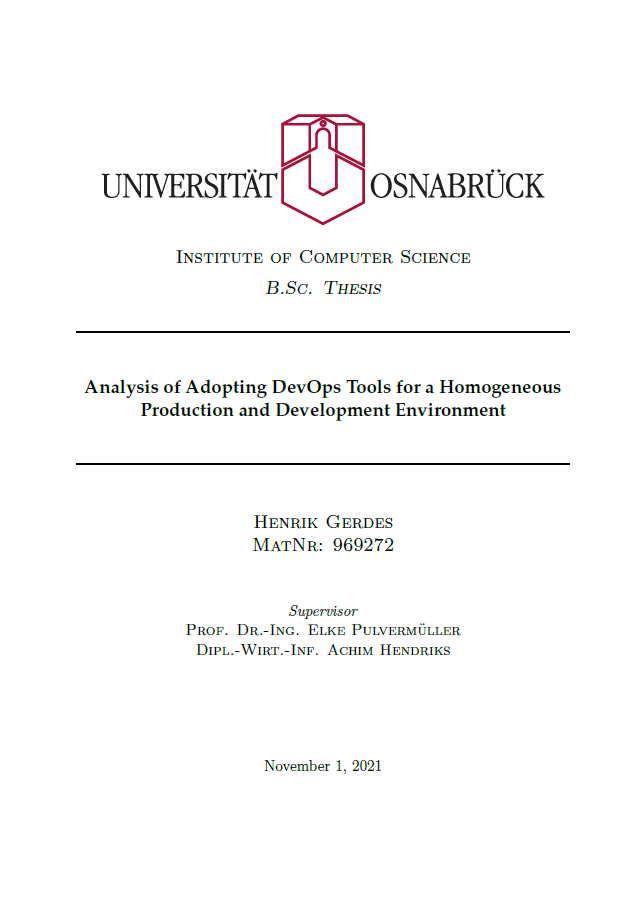 UNIVERSITÄT OSNABRÜCK
Institute of Computer Science
B.Sc. Thesis
Analysis of Adopting DevOps Tools for a Homogeneous
Production and Development Environment
Henrik Gerdes
MatNr: 969272
Supervisor
Prof. Dr.-Ing. Elke Pulvermüller
Dipl.-Wirt.-Inf. Achim Hendriks
November 1, 2021